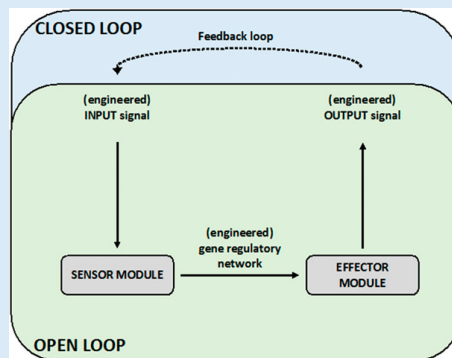 CLOSED LOOP
Feedback loop
(engineered)
INPUT signal
(engineered)
OUTPUT signal
(engineered)
gene regulatory
network
SENSOR MODULE
EFFECTOR
MODULE
OPEN LOOP